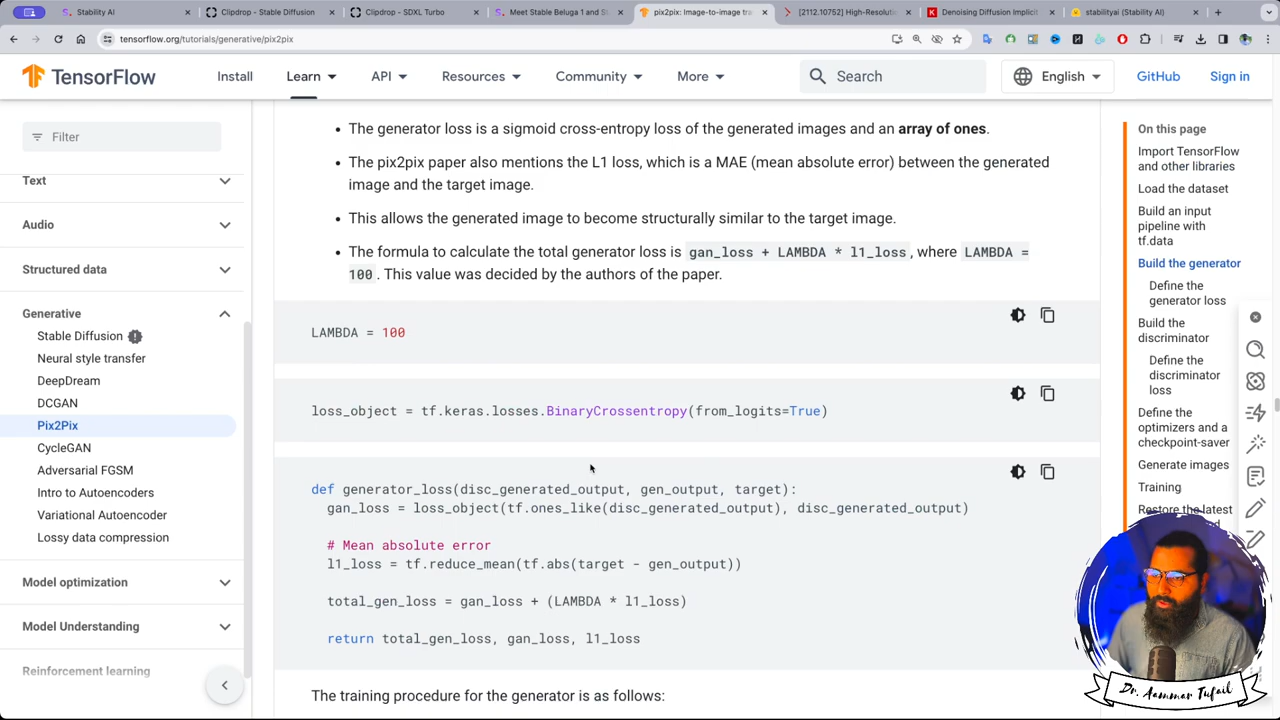 Stability AI
Clipdrop - Stable Diffusion
Clipdrop - SDXL Turbo
Meet Stable Beluga 1 and S
pix2pix: Image-to-image tra
[2112.10752] High-Resoluti
Denoising Diffusion Implicit
stabilityai (Stability AI)
tensorflow.org/tutorials/generative/pix2pix
TensorFlow
Install
Learn
API
Resources
Community
More
Search
English
GitHub
Sign in
Filter
Text
Audio
Structured data
Generative
Stable Diffusion
Neural style transfer
DeepDream
DCGAN
Pix2Pix
CycleGAN
Adversarial FGSM
Intro to Autoencoders
Variational Autoencoder
Lossy data compression
Model optimization
Model Understanding
Reinforcement learning
• The generator loss is a sigmoid cross-entropy loss of the generated images and an array of ones.
• The pix2pix paper also mentions the L1 loss, which is a MAE (mean absolute error) between the generated
image and the target image.
• This allows the generated image to become structurally similar to the target image.
• The formula to calculate the total generator loss is gan_loss + LAMBDA * l1_loss, where LAMBDA =
100. This value was decided by the authors of the paper.
LAMBDA = 100
loss_object = tf.keras.losses.BinaryCrossentropy(from_logits=True)
def generator_loss(disc_generated_output, gen_output, target):
gan_loss = loss_object(tf.ones_like(disc_generated_output), disc_generated_output)
# Mean absolute error
l1_loss = tf.reduce_mean(tf.abs(target - gen_output))
total_gen_loss = gan_loss + (LAMBDA * l1_loss)
return total_gen_loss, gan_loss, l1_loss
The training procedure for the generator is as follows:
On this page
Import TensorFlow
and other libraries
Load the dataset
Build an input
pipeline with
tf.data
Build the generator
Define the
generator loss
Build the
discriminator
Define the
discriminator
loss
Define the
optimizers and a
checkpoint-saver
Generate images
Training
Restore the latest
Dr. Aammar Tufail